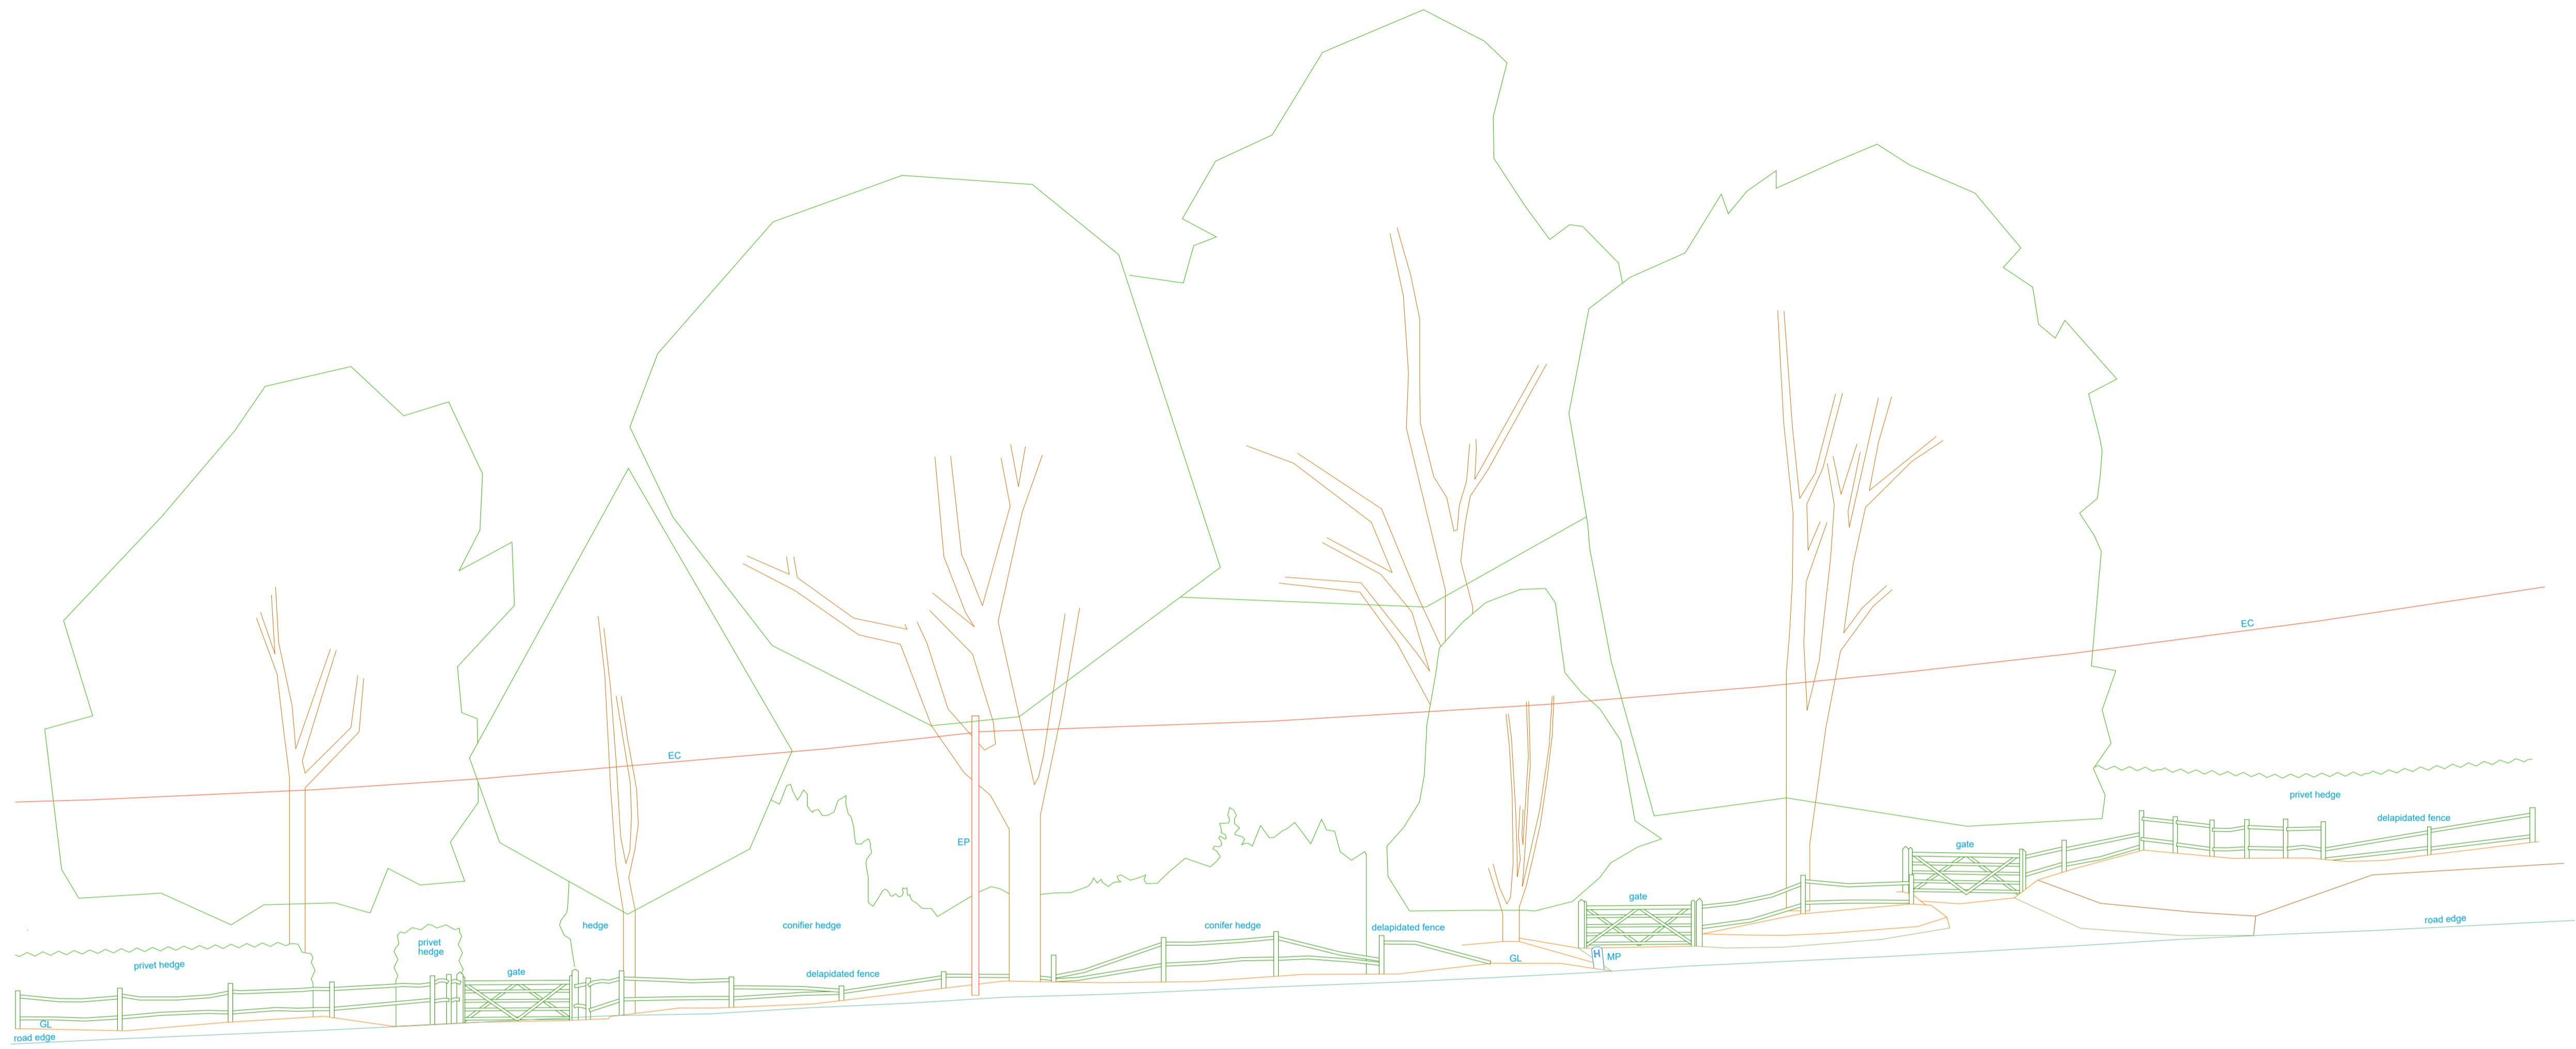 EC
EC
privet hedge
delapidated fence
EP
gate
gate
road edge
hedge
conifier hedge
conifer hedge
delapidated fence
privet
hedge
H
MP
GL
privet hedge
gate
delapidated fence
GL
road edge